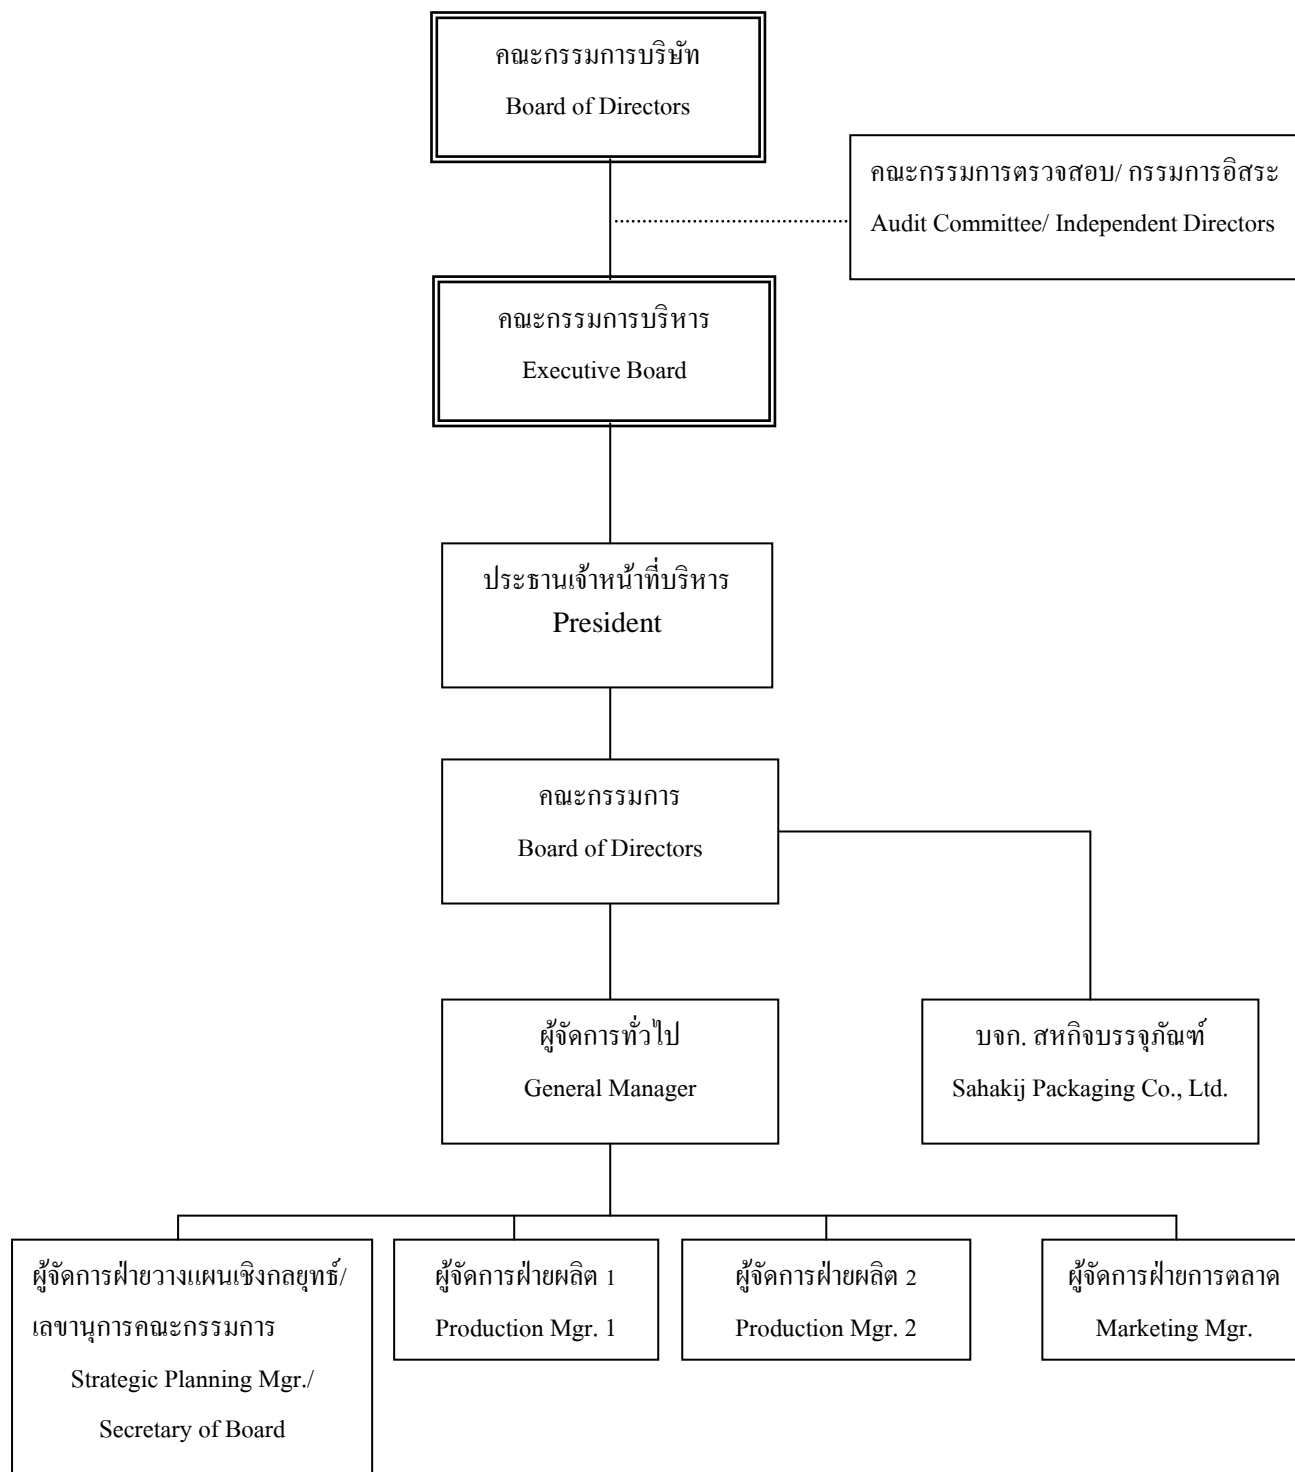 คณะกรรมการบริษัท
Board of Directors
คณะกรรมการตรวจสอบ/ กรรมการอิสระ
Audit Committee/ Independent Directors
คณะกรรมการบริหาร
Executive Board
ประธานเจ้าหน้าที่บริหาร
President
คณะกรรมการ
Board of Directors
ผู้จัดการทั่วไป
General Manager
บจก. สหกิจบรรจุภัณฑ์
Sahakij Packaging Co., Ltd.
ผู้จัดการฝ่ายวางแผนเชิงกลยุทธ์/
เลขานุการคณะกรรมการ
Strategic Planning Mgr./
Secretary of Board
ผู้จัดการฝ่ายผลิต 1
Production Mgr. 1
ผู้จัดการฝ่ายผลิต 2
Production Mgr. 2
ผู้จัดการฝ่ายการตลาด
Marketing Mgr.